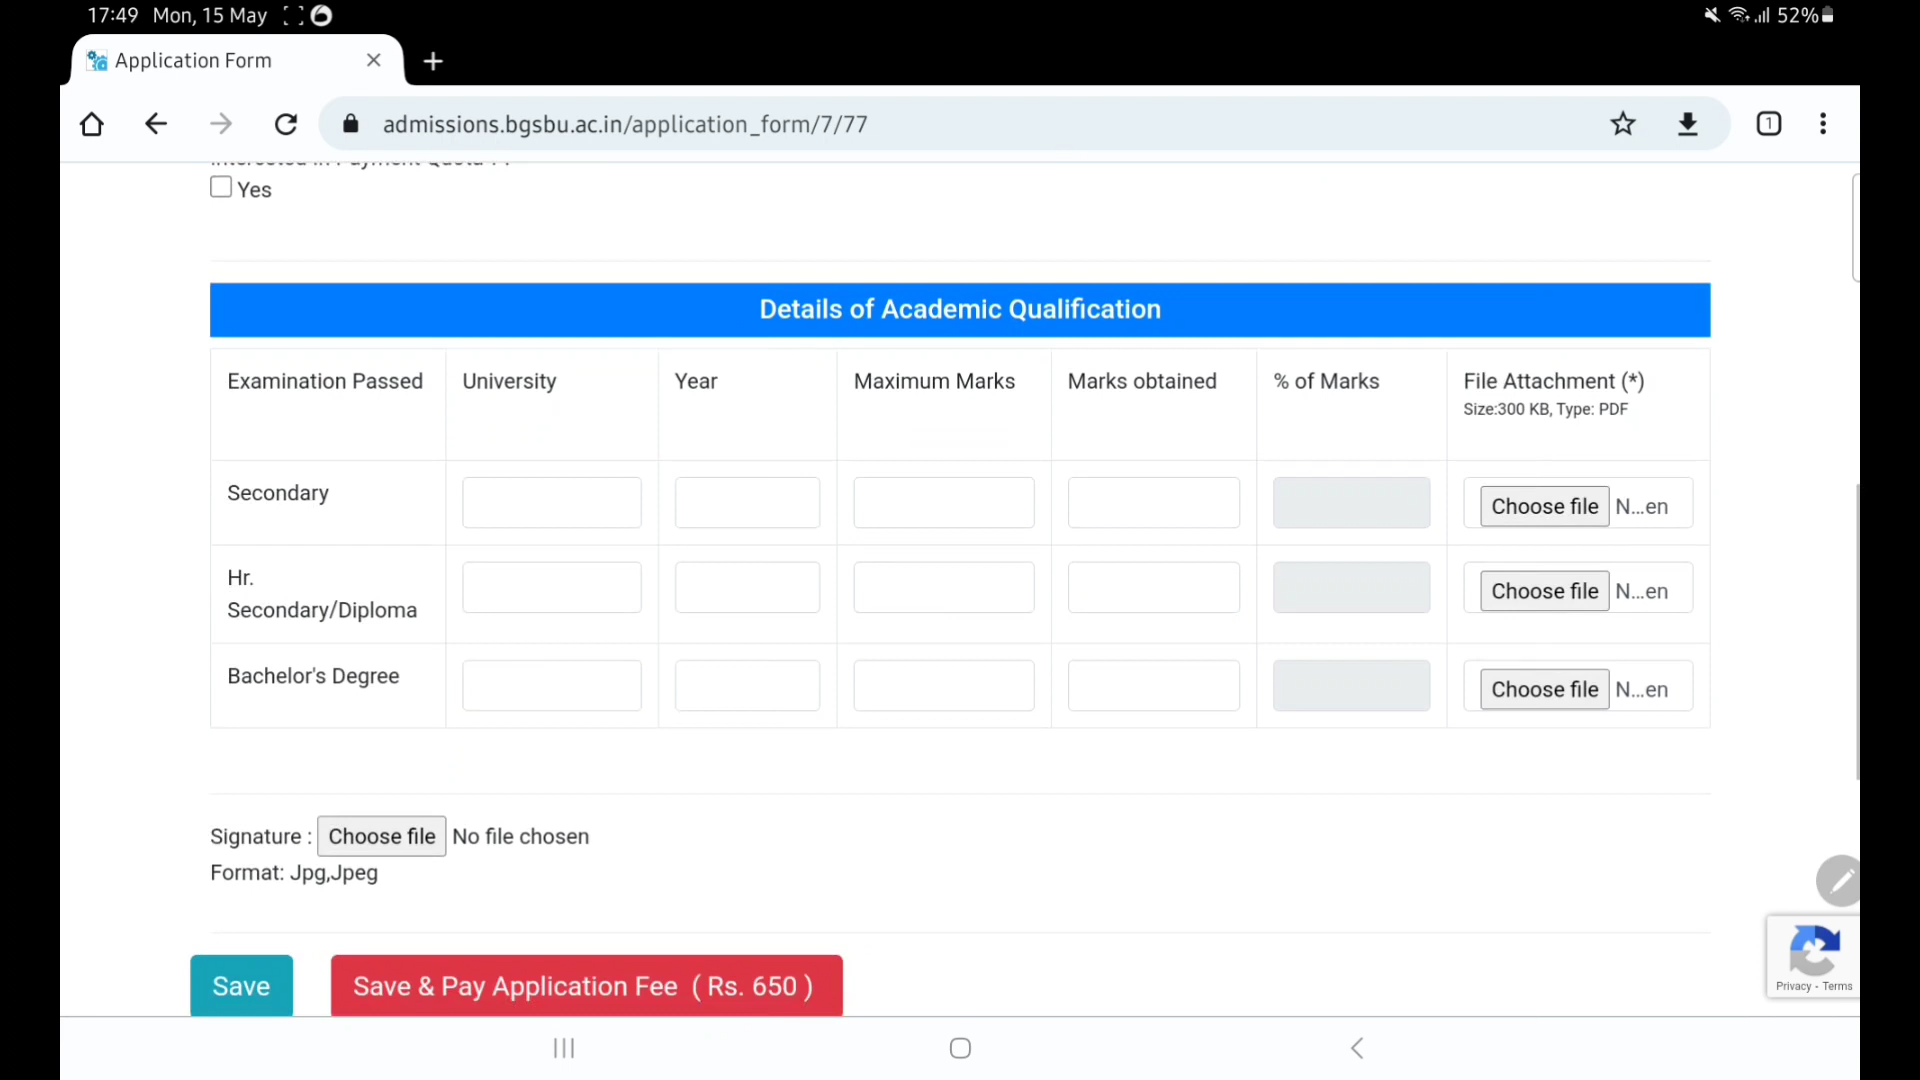 17:49 Mon, 15 May
52%
Application Form
admissions.bgsbu.ac.in/application_form/7/77
1
Yes
Details of Academic Qualification
Examination Passed University Year Maximum Marks Marks obtained % of Marks File Attachment (*)
Size:300 KB, Type: PDF
Secondary Choose file N...en
Hr.
Secondary/Diploma Choose file N...en
Bachelor's Degree Choose file N...en
Signature : Choose file No file chosen
Format: Jpg,Jpeg
Save Save & Pay Application Fee ( Rs. 650 )
Privacy - Terms